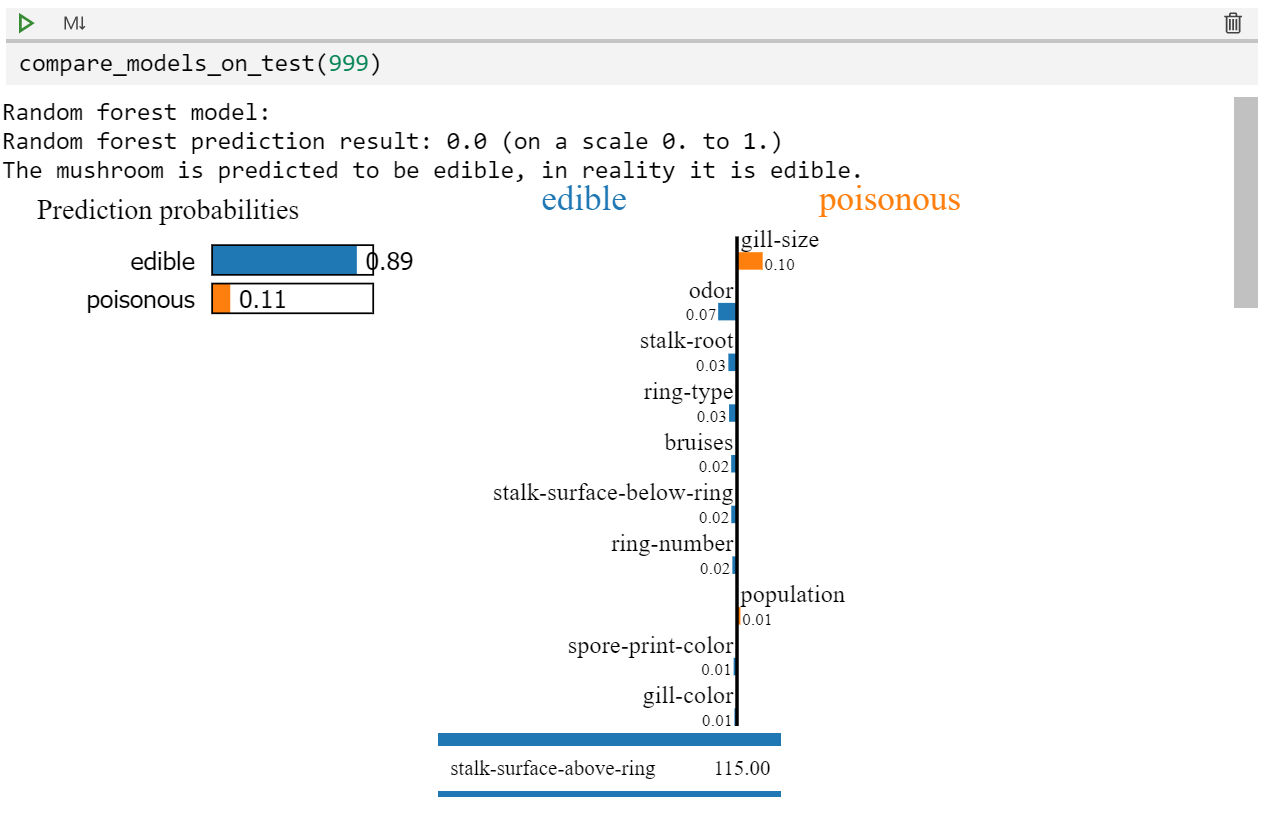 M↓
compare_models_on_test(999)
Random forest model:
Random forest prediction result: 0.0 (on a scale 0. to 1.)
The mushroom is predicted to be edible, in reality it is edible.
Prediction probabilities
edible 0.89
poisonous 0.11
edible poisonous
gill-size
0.10
odor
0.07
stalk-root
0.03
ring-type
0.03
bruises
0.02
stalk-surface-below-ring
0.02
ring-number
0.02
population
0.01
spore-print-color
0.01
gill-color
0.01
stalk-surface-above-ring 115.00